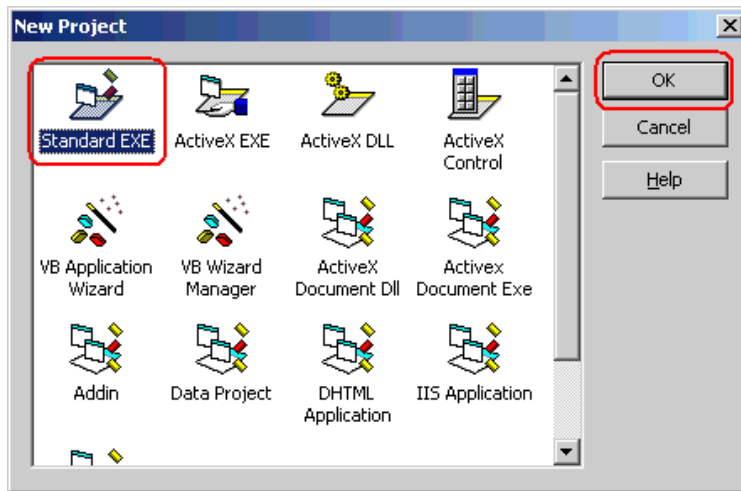 New Project
Standard EXE
ActiveX EXE
ActiveX DLL
ActiveX
Control
VB Application
Wizard
VB Wizard
Manager
ActiveX
Document Dll
Activex
Document Exe
Addin
Data Project
DHTML
Application
IIS Application
OK
Cancel
Help